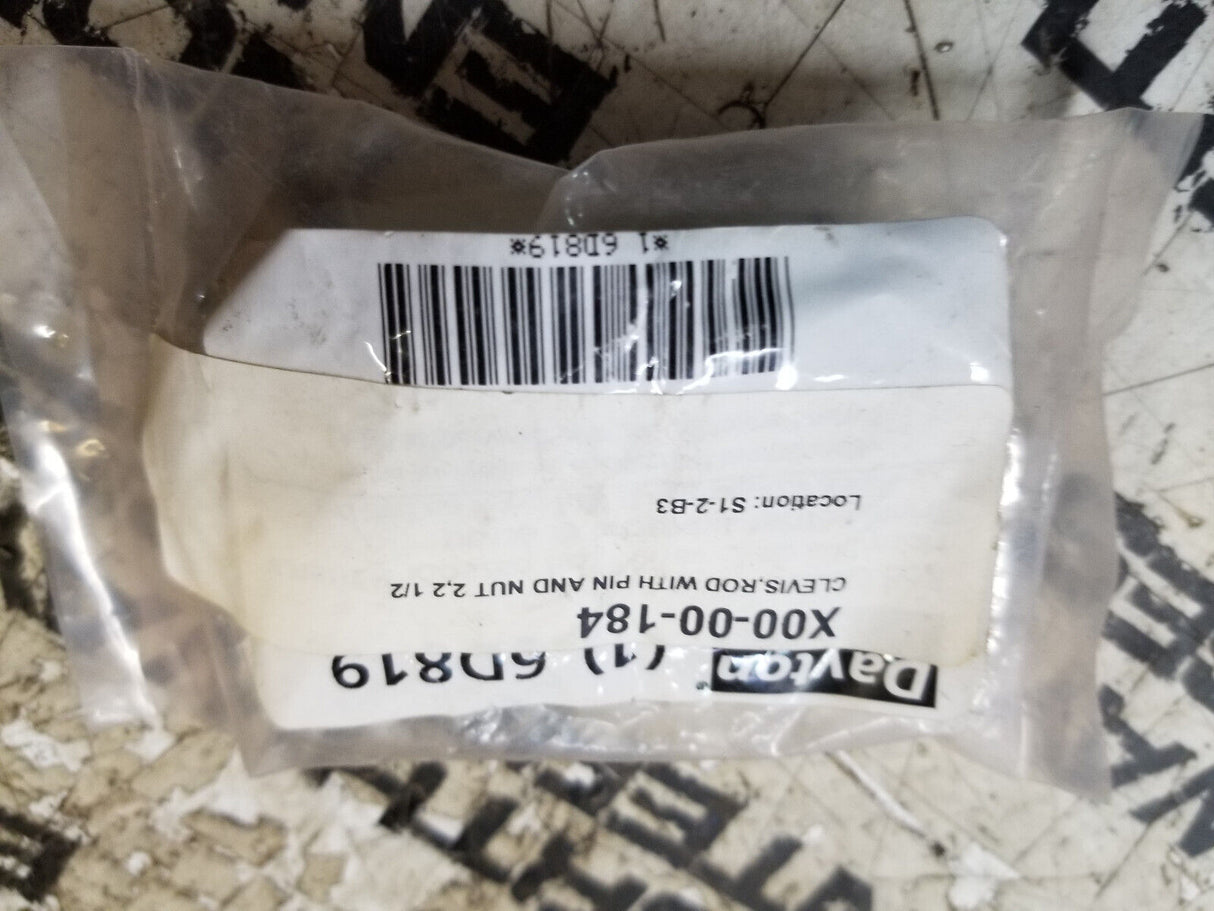 Dayton (1) 6D819
X00-00-184
CLEVIS,ROD WITH PIN AND NUT 2,2 1/2
Location: S1-2-B3
*1 6D819*